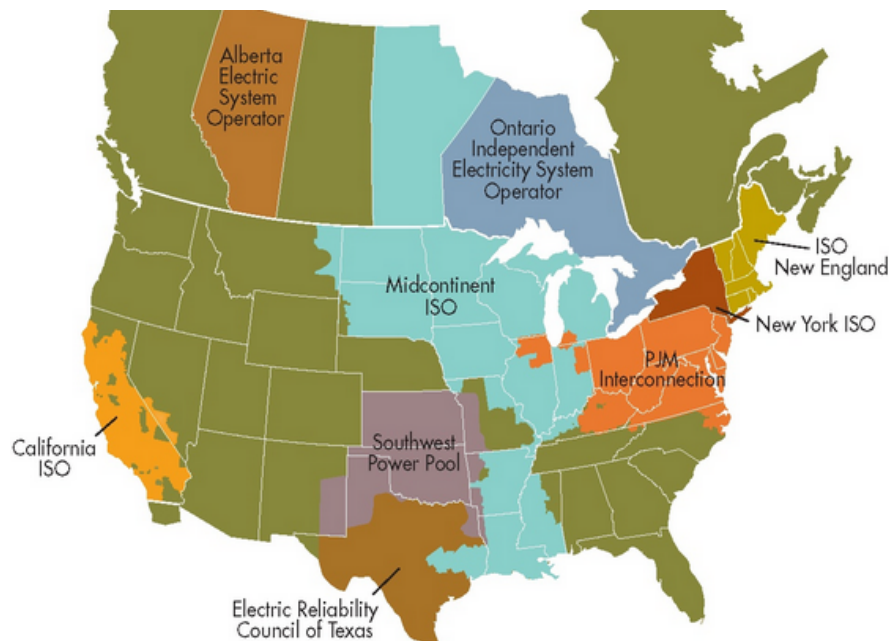 Alberta
Electric
System
Operator
Ontario
Independent
Electricity System
Operator
ISO
New England
Midcontinent
ISO
New York ISO
PJM
Interconnection
California
ISO
Southwest
Power Pool
Electric Reliability
Council of Texas